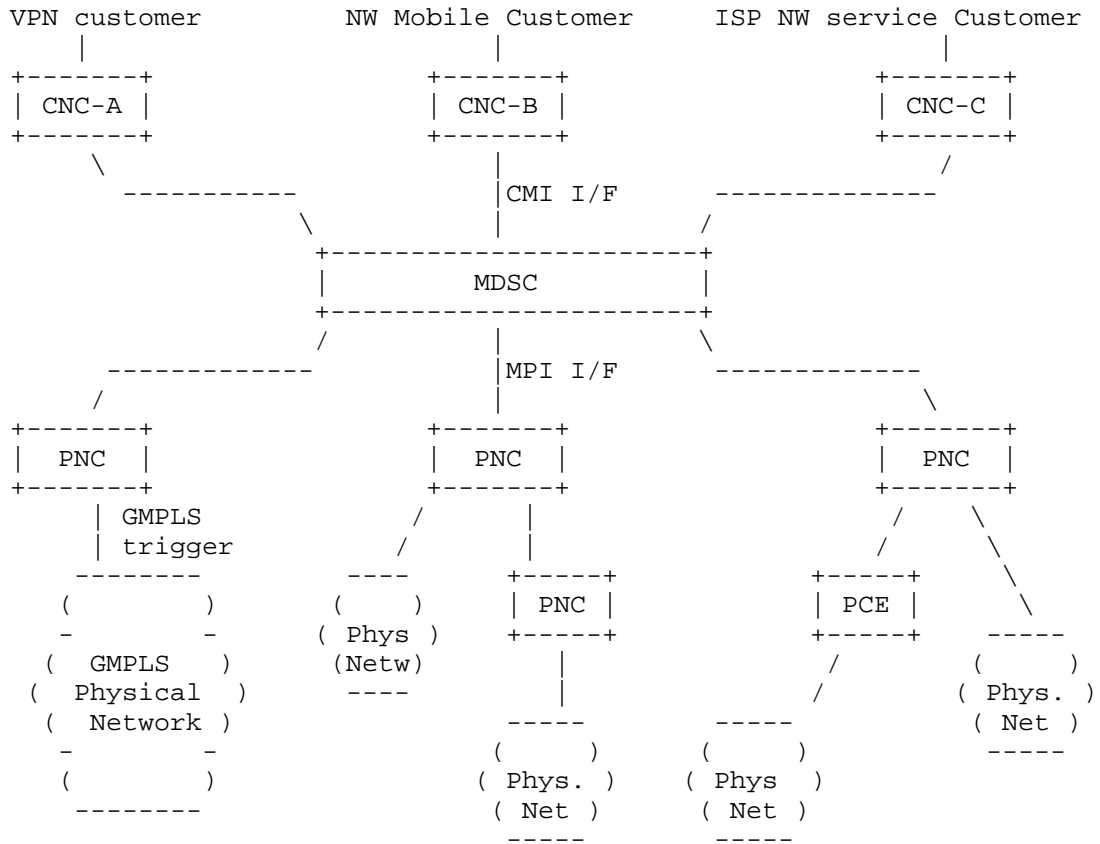 VPN customer NW Mobile Customer ISP NW service Customer
CNC-A CNC-B CNC-C
CMI I/F
MDSC
MPI I/F
PNC PNC PNC
GMPLS
trigger
PNC PCE
( Phys )
GMPLS (Netw) ( Phys. )
Physical ( Net )
Network
( Phys. ) ( Phys )
( Net ) ( Net )